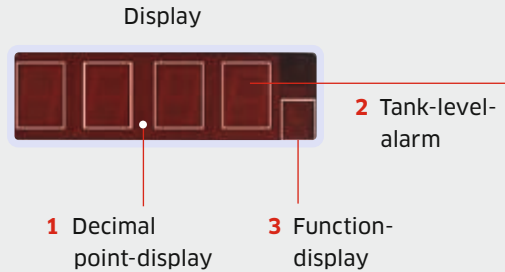 Display
2 Tank-level-
alarm
1 Decimal
point-display
3 Function-
display